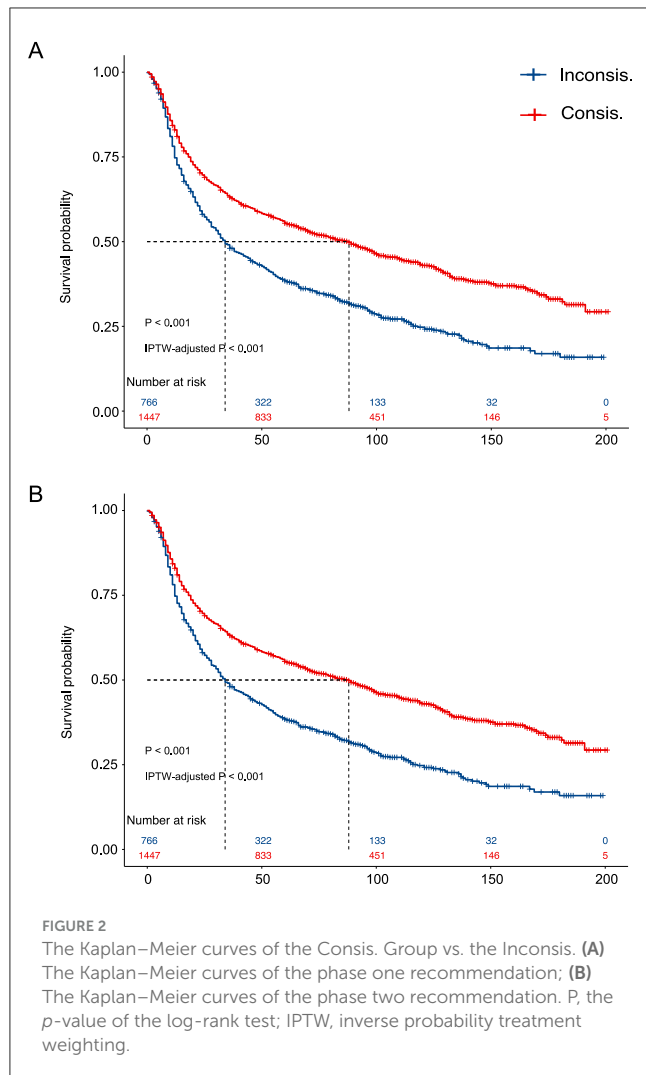 A
Inconsis.
Consis.
1.00
0.75
0.50
0.25
0.00
Survival probability
P < 0.001
IPTW-adjusted P < 0.001
Number at risk
766 322 133 32 0
1447 833 451 146 5
0 50 100 150 200
B
1.00
0.75
0.50
0.25
0.00
Survival probability
P < 0.001
IPTW-adjusted P < 0.001
Number at risk
766 322 133 32 0
1447 833 451 146 5
0 50 100 150 200
FIGURE 2
The Kaplan–Meier curves of the Consis. Group vs. the Inconsis. (A)
The Kaplan–Meier curves of the phase one recommendation; (B)
The Kaplan–Meier curves of the phase two recommendation. P, the
p-value of the log-rank test; IPTW, inverse probability treatment
weighting.